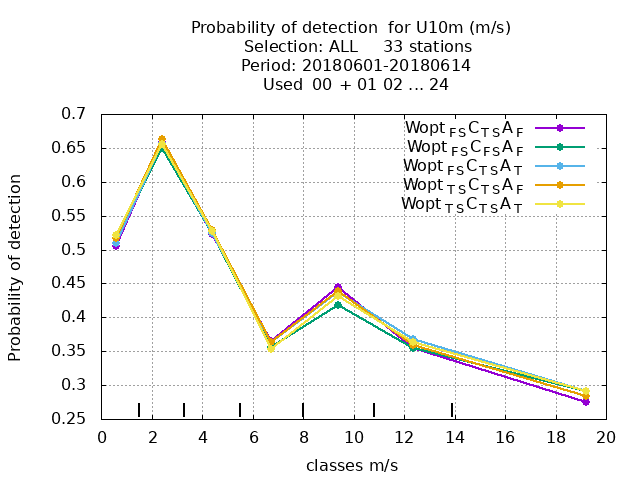 Probability of detection  for U10m (m/s)
Selection: ALL     33 stations
Period: 20180601-20180614
Used  00 + 01 02 ... 24
Probability of detection
0.7
0.65
0.6
0.55
0.5
0.45
0.4
0.35
0.3
0.25
Wopt FS C TS A F
Wopt FS C FS A F
Wopt FS C TS A T
Wopt TS C TS A F
Wopt TS C TS A T
0 2 4 6 8 10 12 14 16 18 20
classes m/s